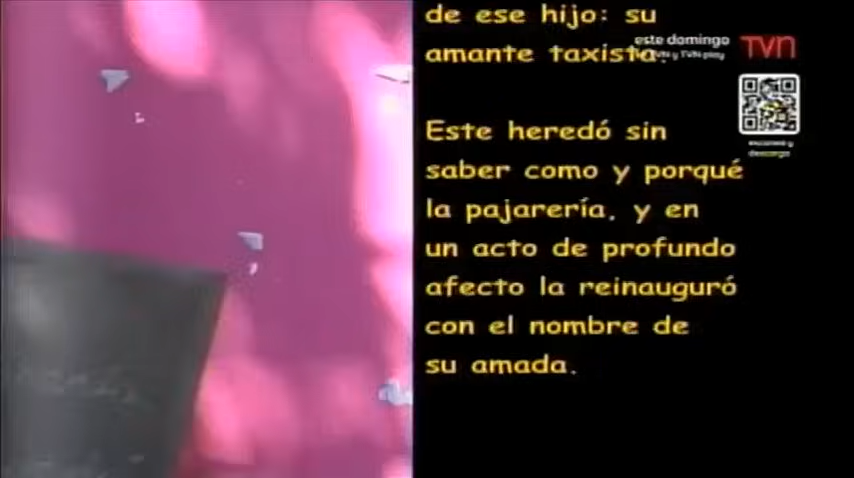 de ese hijo: su
amante taxista.
este domingo
TVN
Este heredó sin
saber como y porqué
la pajarería, y en
un acto de profundo
afecto la reinauguró
con el nombre de
su amada.